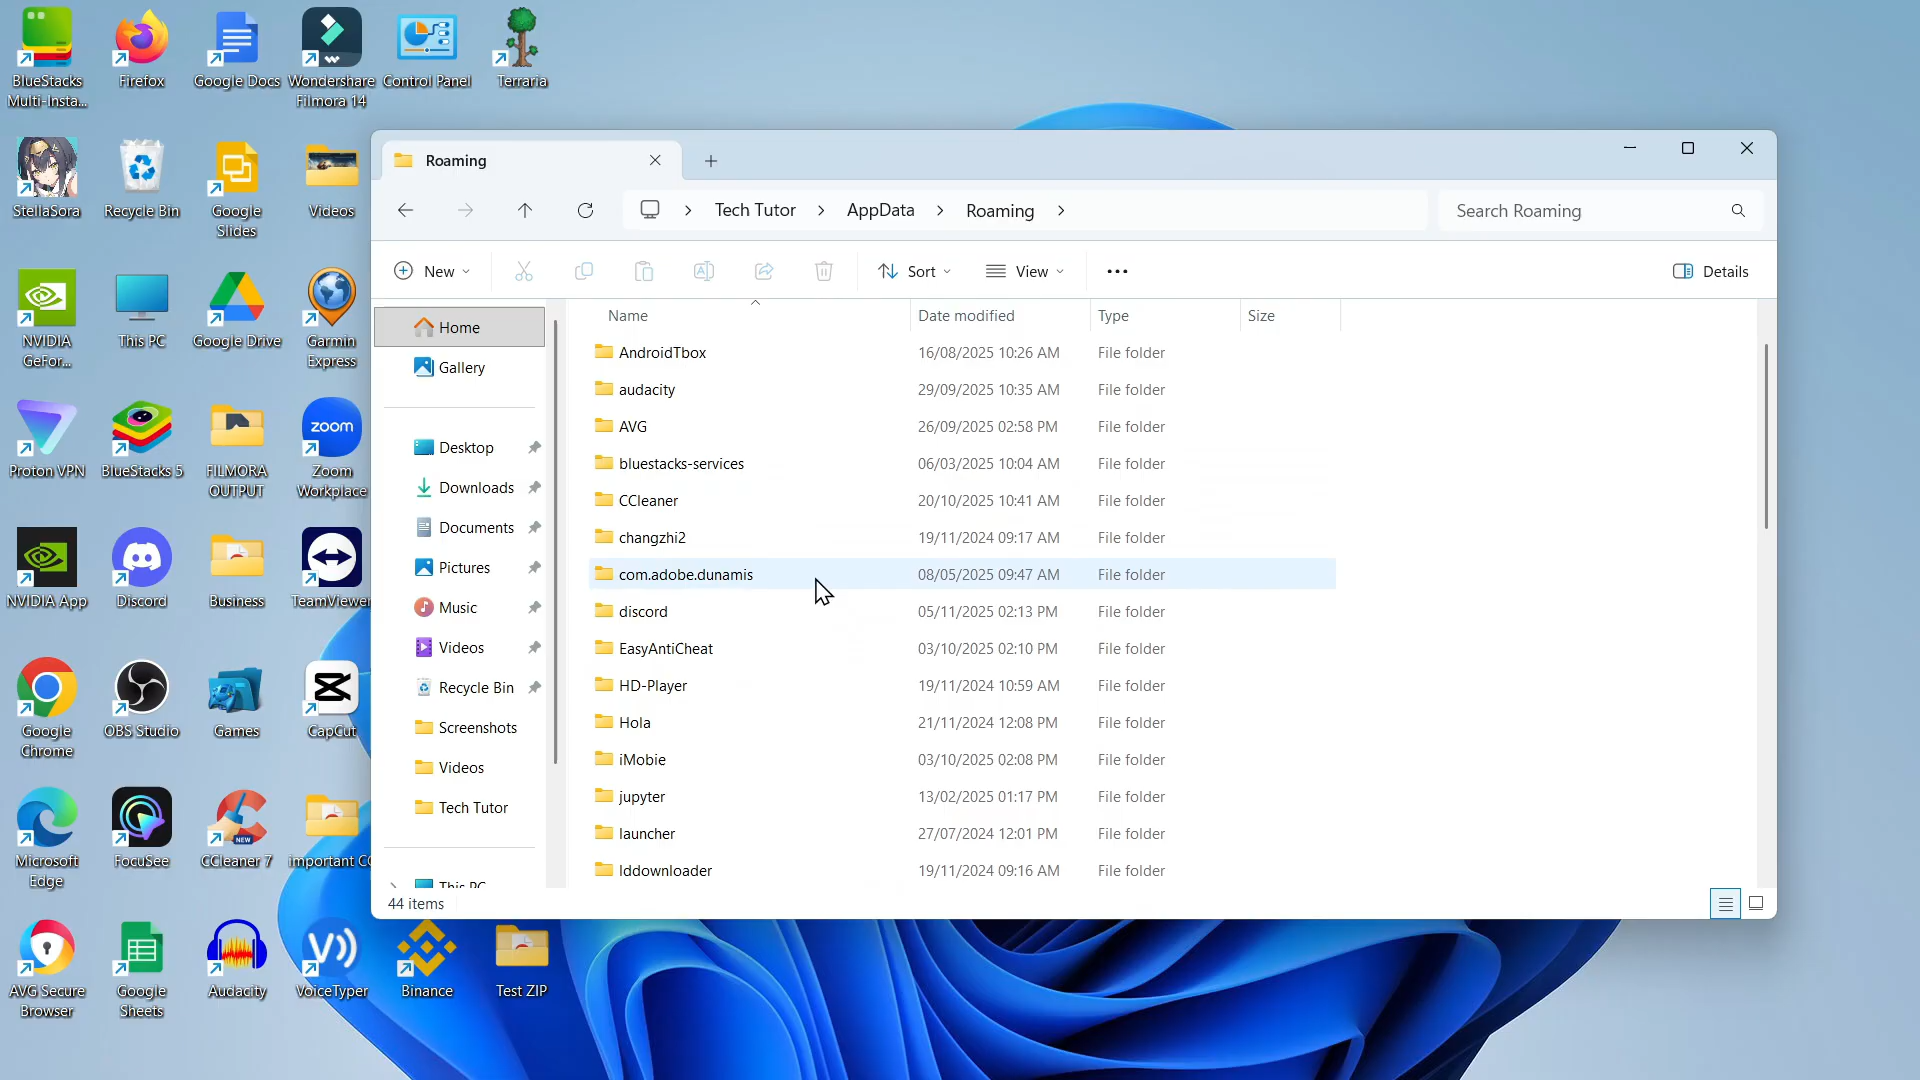 BlueStacks
Multi-Insta...
Firefox
Google Docs
Wondershare
Filmora 14
Control Panel
Terraria
StellaSora
Recycle Bin
Google
Slides
Videos
NVIDIA
GeFor...
This PC
Google Drive
Garmin
Express
Proton VPN
BlueStacks 5
FILMORA
OUTPUT
zoom
Zoom
Workplace
NVIDIA App
Discord
Business
TeamViewer
Google
Chrome
OBS Studio
Games
CapCut
Microsoft
Edge
FocuSee
NEW
CCleaner 7
important CC
AVG Secure
Browser
Google
Sheets
Audacity
VoiceTyper
Binance
Test ZIP
Roaming
Tech Tutor > AppData > Roaming >
Search Roaming
New
Sort
View
Details
Home
Gallery
Desktop
Downloads
Documents
Pictures
Music
Videos
Recycle Bin
Screenshots
Videos
Tech Tutor
This PC
Name Date modified Type Size
AndroidTbox 16/08/2025 10:26 AM File folder
audacity 29/09/2025 10:35 AM File folder
AVG 26/09/2025 02:58 PM File folder
bluestacks-services 06/03/2025 10:04 AM File folder
CCleaner 20/10/2025 10:41 AM File folder
changzhi2 19/11/2024 09:17 AM File folder
com.adobe.dunamis 08/05/2025 09:47 AM File folder
discord 05/11/2025 02:13 PM File folder
EasyAntiCheat 03/10/2025 02:10 PM File folder
HD-Player 19/11/2024 10:59 AM File folder
Hola 21/11/2024 12:08 PM File folder
iMobie 03/10/2025 02:08 PM File folder
jupyter 13/02/2025 01:17 PM File folder
launcher 27/07/2024 12:01 PM File folder
lddownloader 19/11/2024 09:16 AM File folder
44 items